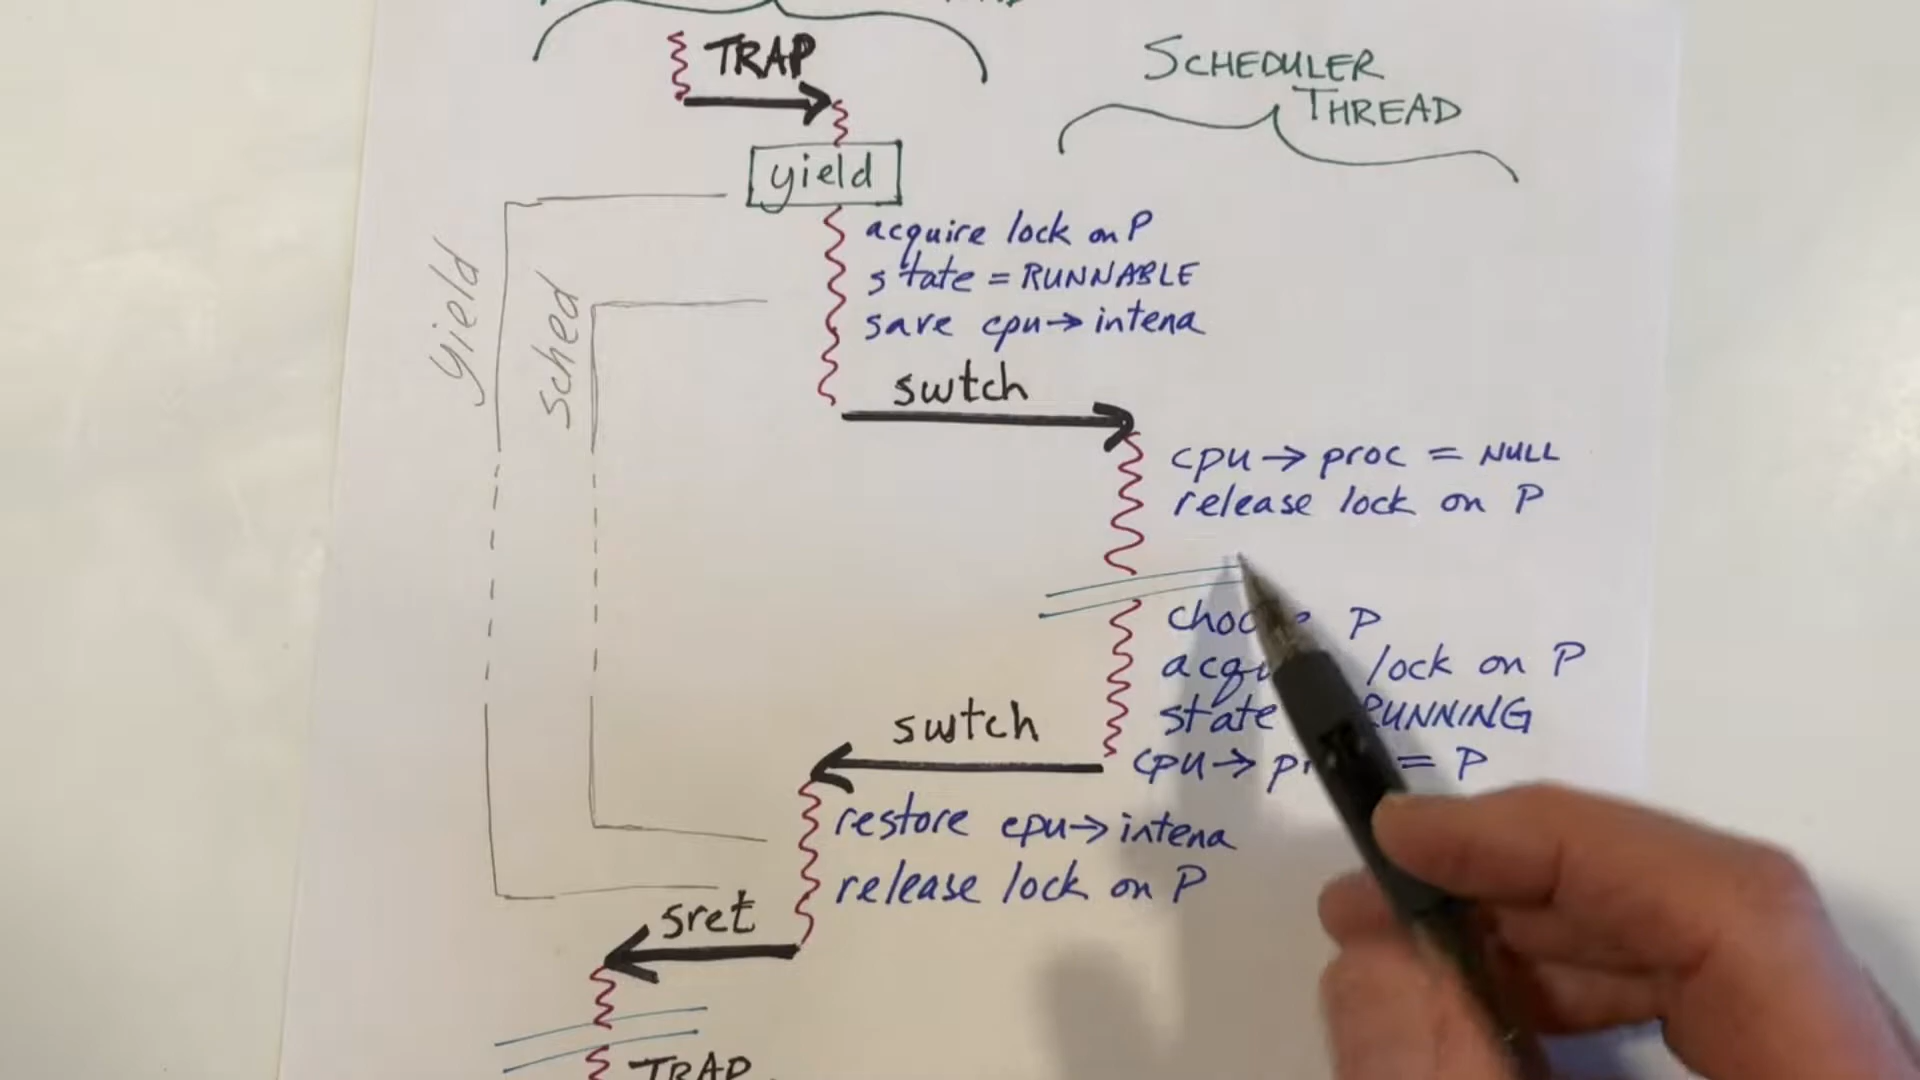 TRAP
SCHEDULER
THREAD
yield
acquire lock on P
state = RUNNABLE
save cpu → intena
yield
sched
swtch
cpu → proc = NULL
release lock on P
P
lock on P
state RUNNING
swtch
cpu → = P
restore cpu → intena
release lock on P
sret
TRAP